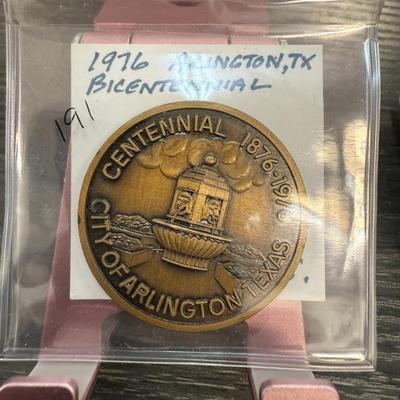 1976 ARLINGTON, TX
BICENTENNIAL
191
CENTENNIAL 1876-1976
CITY OF ARLINGTON TEXAS